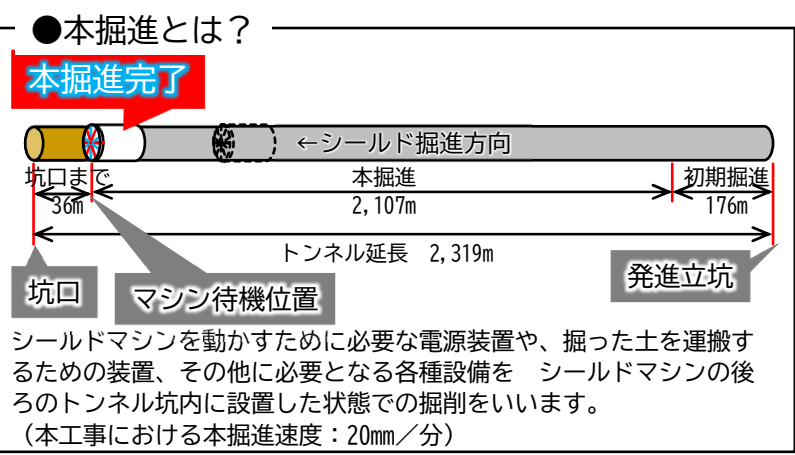 ●本掘進とは？
本掘進完了
←シールド掘進方向
坑口まで 本掘進 初期掘進
36m 2,107m 176m
トンネル延長　2,319m
坑口 マシン待機位置 発進立坑
シールドマシンを動かすために必要な電源装置や、掘った土を運搬す
るための装置、その他に必要となる各種設備を　シールドマシンの後
ろのトンネル坑内に設置した状態での掘削をいいます。
（本工事における本掘進速度：20㎜／分）